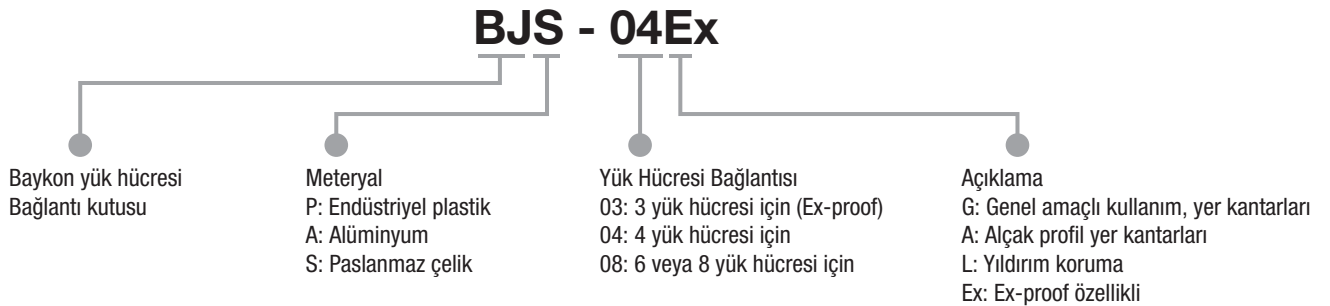 BJS - 04Ex
Baykon yük hücresi
Bağlantı kutusu
Meteryal
P: Endüstriyel plastik
A: Alüminyum
S: Paslanmaz çelik
Yük Hücresi Bağlantısı
03: 3 yük hücresi için (Ex-proof)
04: 4 yük hücresi için
08: 6 veya 8 yük hücresi için
Açıklama
G: Genel amaçlı kullanım, yer kantarları
A: Alçak profil yer kantarları
L: Yıldırım koruma
Ex: Ex-proof özellikli